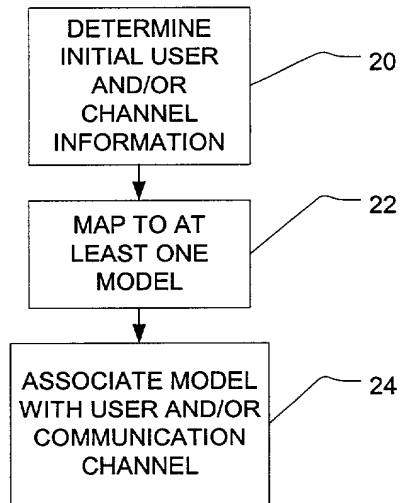 DETERMINE
INITIAL USER
AND/OR
CHANNEL
INFORMATION
20
MAP TO AT
LEAST ONE
MODEL
22
ASSOCIATE MODEL
WITH USER AND/OR
COMMUNICATION
CHANNEL
24